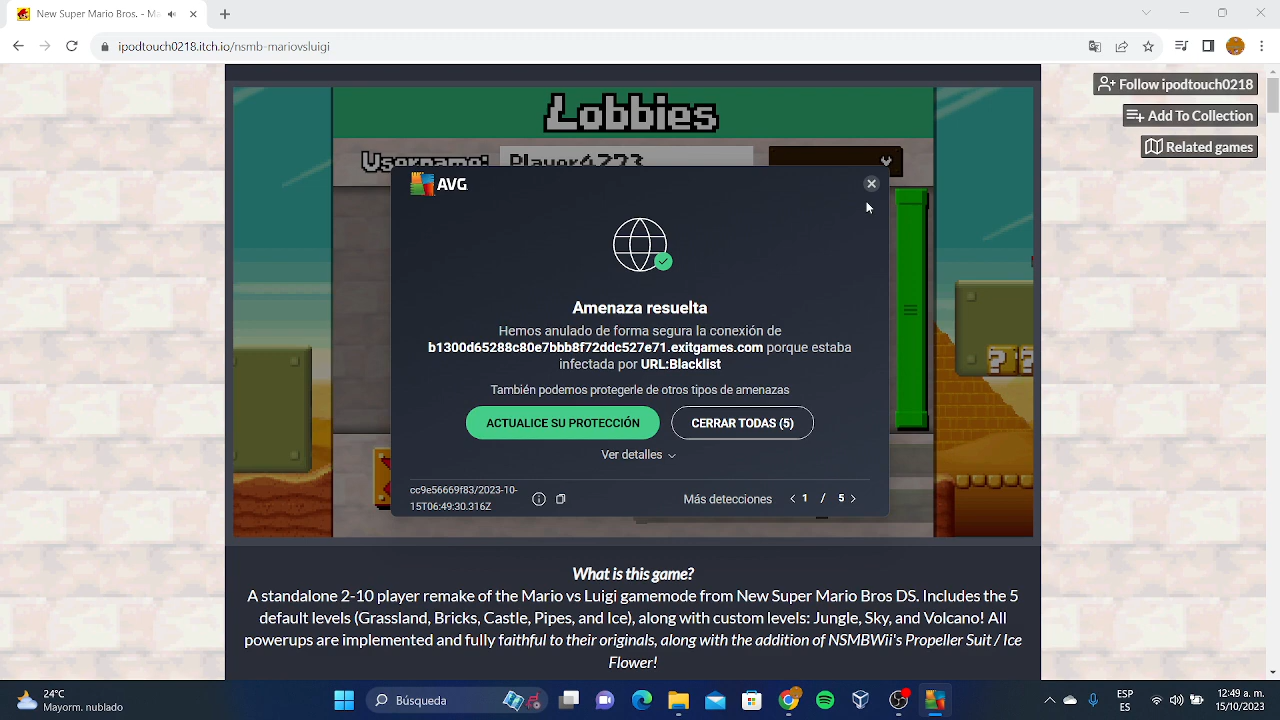 New Super Mario Bros. -
ipodtouch0218.itch.io/nsmb-mariovsluigi
Follow ipodtouch0218
Add To Collection
Related games
Lobbies
Username: Player4273
AVG
Amenaza resuelta
Hemos anulado de forma segura la conexión de
b1300d65288c80e7bbb8f72ddc527e71.exitgames.com porque estaba
infectada por URL:Blacklist
También podemos protegerle de otros tipos de amenazas
ACTUALICE SU PROTECCIÓN CERRAR TODAS (5)
Ver detalles
cc9e56669f83/2023-10-
15T06:49:30.316Z
Más detecciones 1 / 5
What is this game?
A standalone 2-10 player remake of the Mario vs Luigi gamemode from New Super Mario Bros DS. Includes the 5
default levels (Grassland, Bricks, Castle, Pipes, and Ice), along with custom levels: Jungle, Sky, and Volcano! All
powerups are implemented and fully faithful to their originals, along with the addition of NSMBWii's Propeller Suit / Ice
Flower!
24°C
Mayorm. nublado
Búsqueda
ESP
ES
12:49 a.m.
15/10/2023